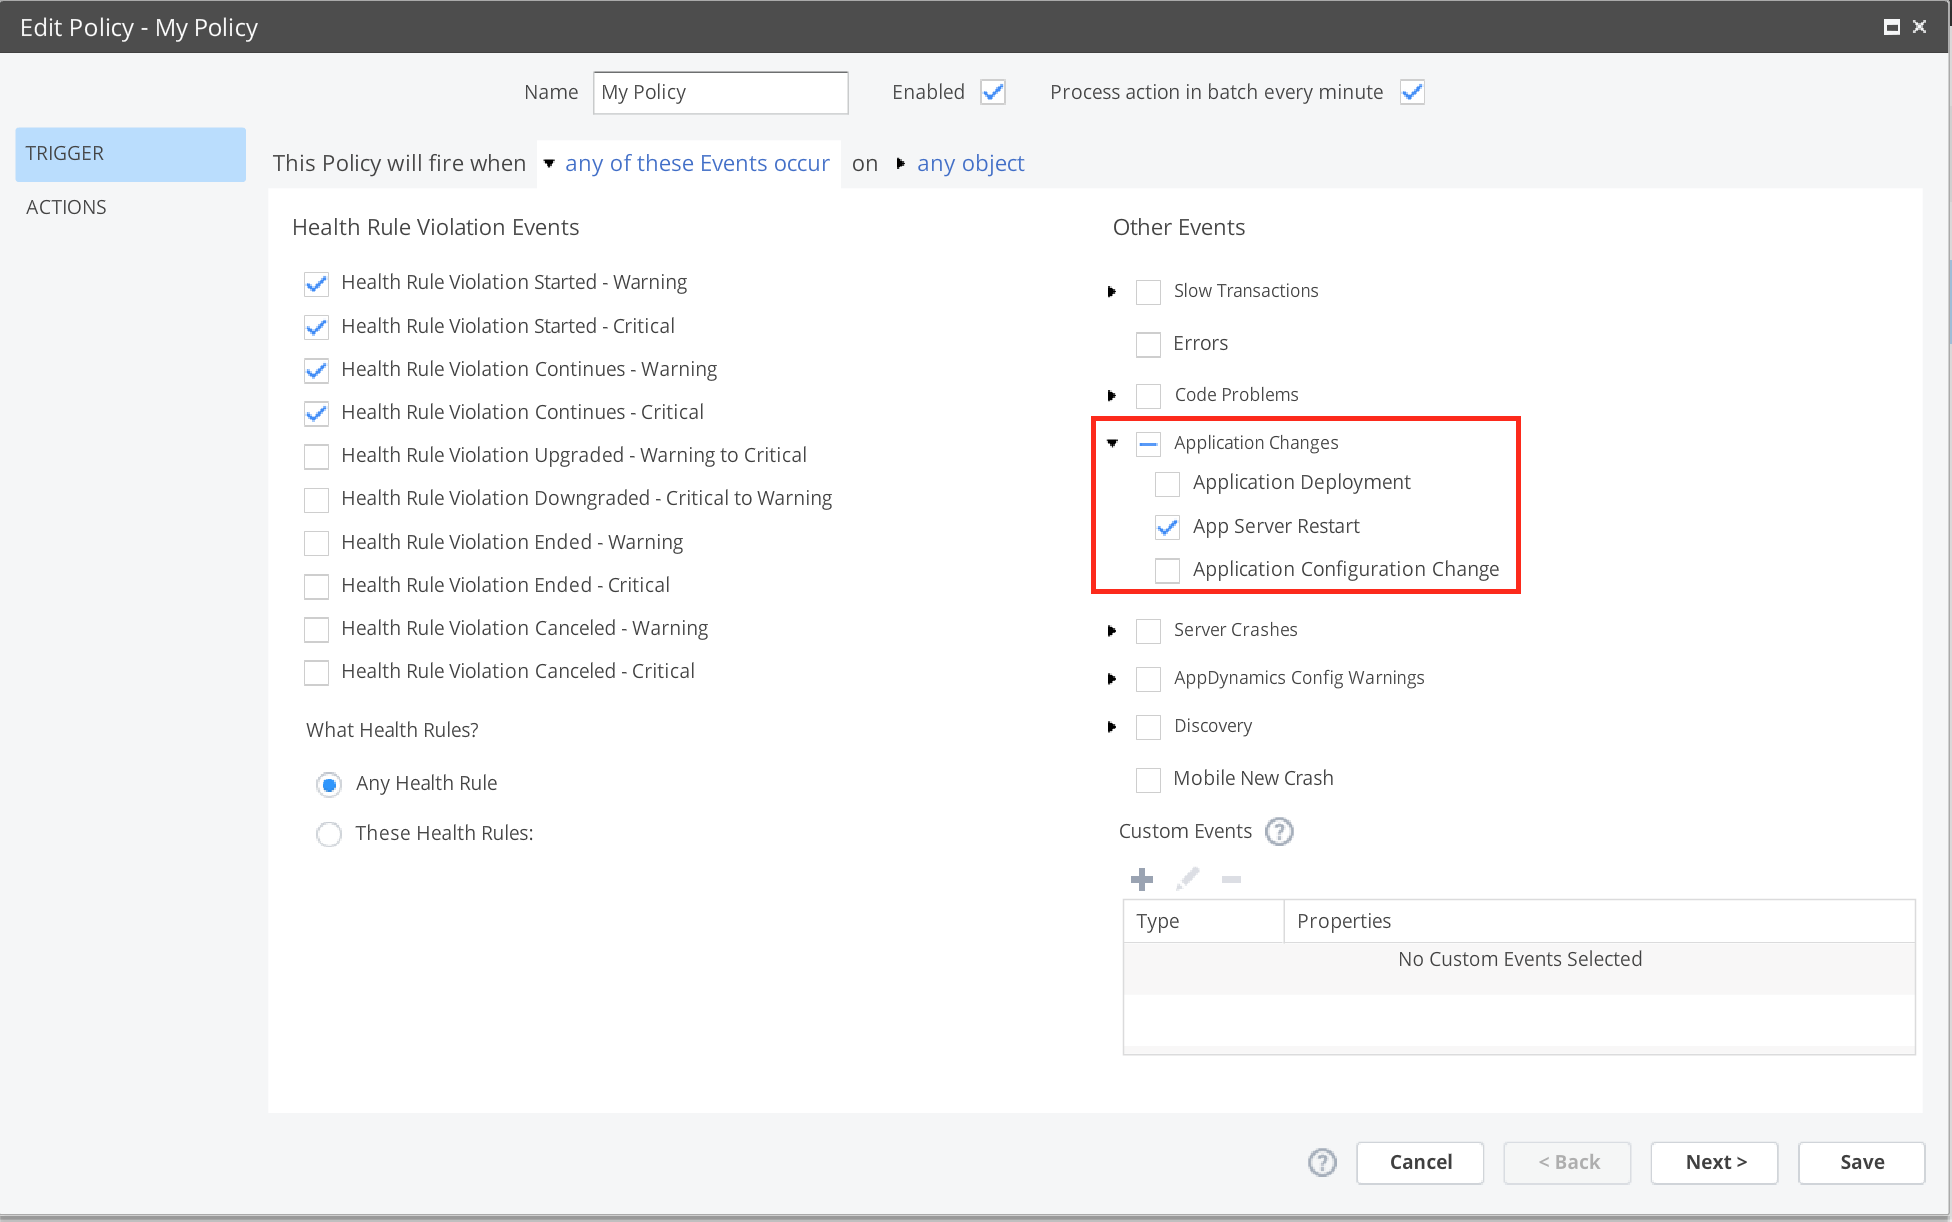 Edit Policy - My Policy
Name My Policy Enabled Process action in batch every minute
TRIGGER
ACTIONS
This Policy will fire when any of these Events occur on any object
Health Rule Violation Events
Health Rule Violation Started - Warning
Health Rule Violation Started - Critical
Health Rule Violation Continues - Warning
Health Rule Violation Continues - Critical
Health Rule Violation Upgraded - Warning to Critical
Health Rule Violation Downgraded - Critical to Warning
Health Rule Violation Ended - Warning
Health Rule Violation Ended - Critical
Health Rule Violation Canceled - Warning
Health Rule Violation Canceled - Critical
What Health Rules?
Any Health Rule
These Health Rules:
Other Events
Slow Transactions
Errors
Code Problems
Application Changes
Application Deployment
App Server Restart
Application Configuration Change
Server Crashes
AppDynamics Config Warnings
Discovery
Mobile New Crash
Custom Events ?
Type Properties
No Custom Events Selected
? Cancel < Back Next > Save